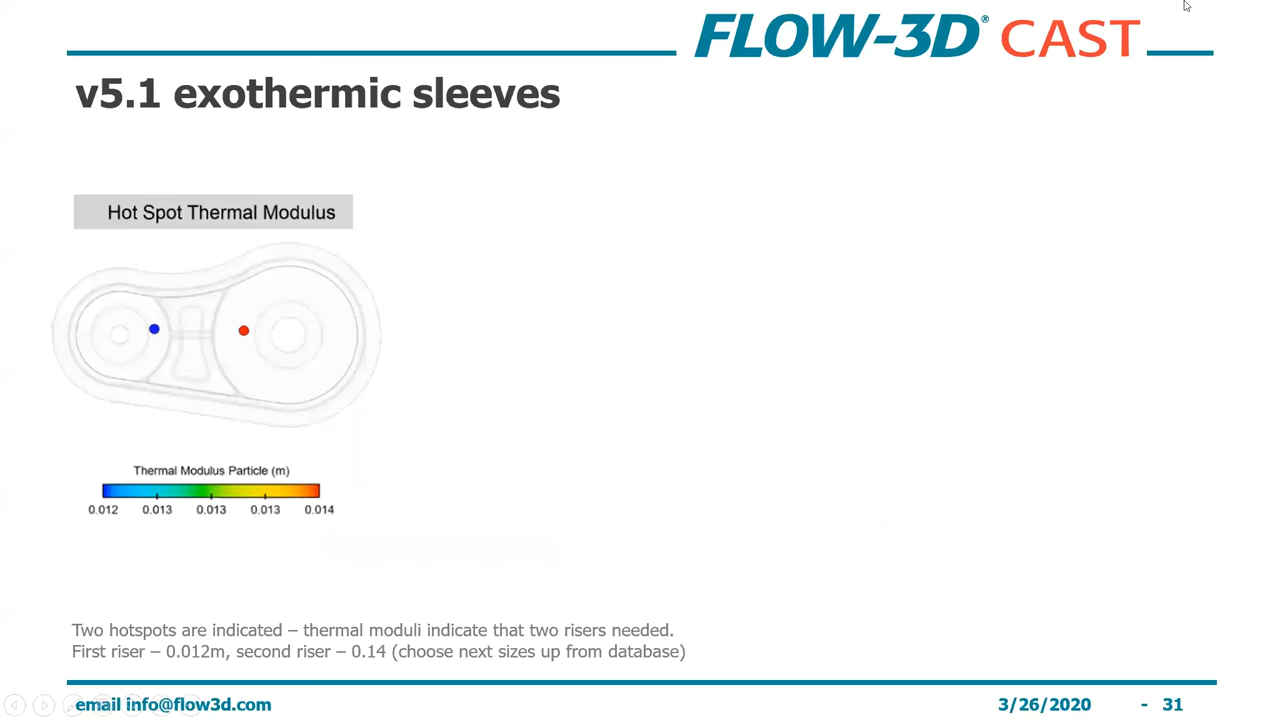 FLOW-3D® CAST
v5.1 exothermic sleeves
Hot Spot Thermal Modulus
Thermal Modulus Particle (m)
0.012 0.013 0.013 0.013 0.014
Two hotspots are indicated – thermal moduli indicate that two risers needed.
First riser – 0.012m, second riser – 0.14 (choose next sizes up from database)
email info@flow3d.com 3/26/2020 - 31